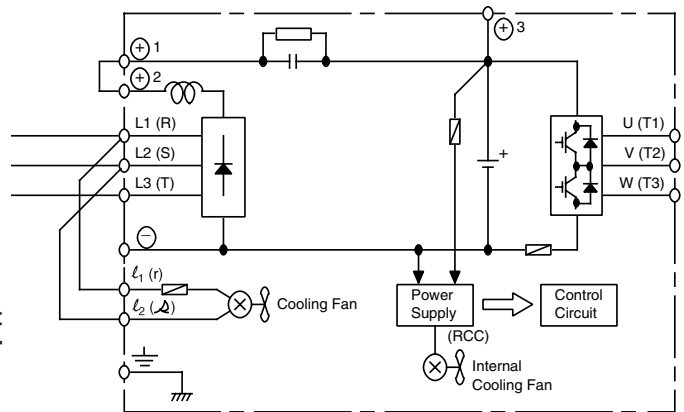 ⊕ 3
⊕ 1
⊕ 2
L1 (R)
L2 (S)
L3 (T)
U (T1)
V (T2)
W (T3)
+
⊖
ℓ1 (r)
ℓ2 (s)
Cooling Fan
Power
Supply
(RCC)
Control
Circuit
Internal
Cooling Fan